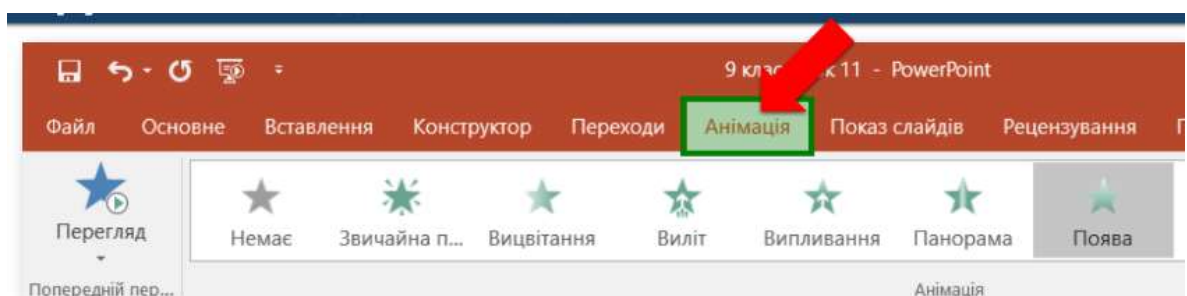 9 клас к 11 - PowerPoint
Файл Основне Вставлення Конструктор Переходи Анімація Показ слайдів Рецензування
Перегляд Немає Звичайна п... Вицвітання Виліт Випливання Панорама Поява
Попередній пер... Анімація